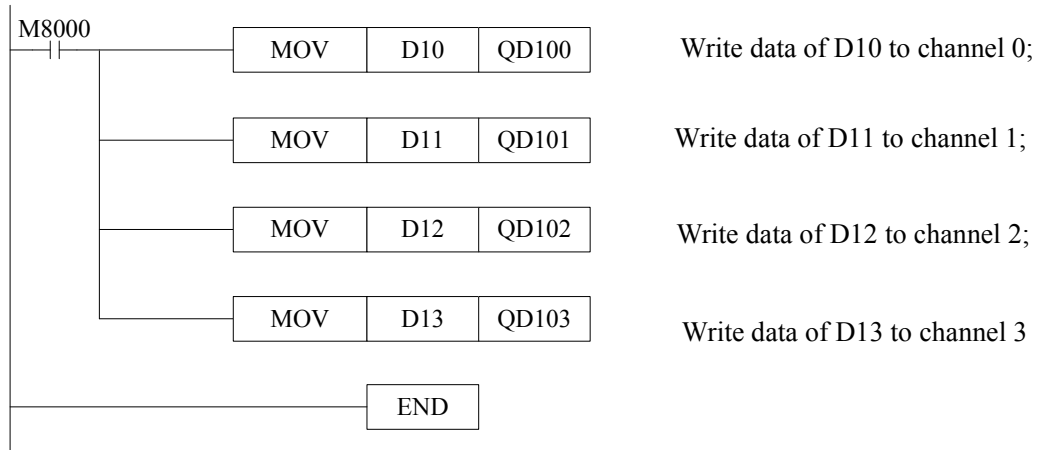 M8000
MOV D10 QD100 Write data of D10 to channel 0;
MOV D11 QD101 Write data of D11 to channel 1;
MOV D12 QD102 Write data of D12 to channel 2;
MOV D13 QD103 Write data of D13 to channel 3
END